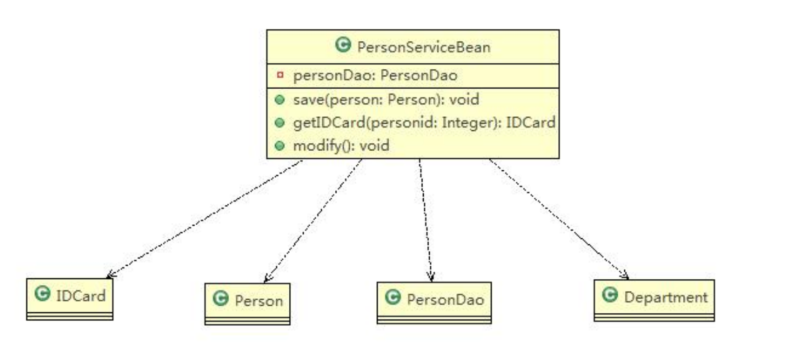 C PersonServiceBean
personDao: PersonDao
save(person: Person): void
getIDCard(personid: Integer): IDCard
modify(): void
C IDCard
C Person
C PersonDao
C Department